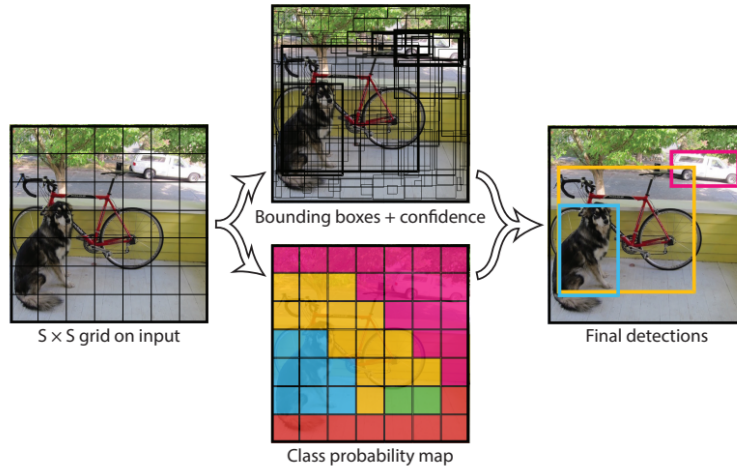 Bounding boxes + confidence
S × S grid on input
Final detections
Class probability map